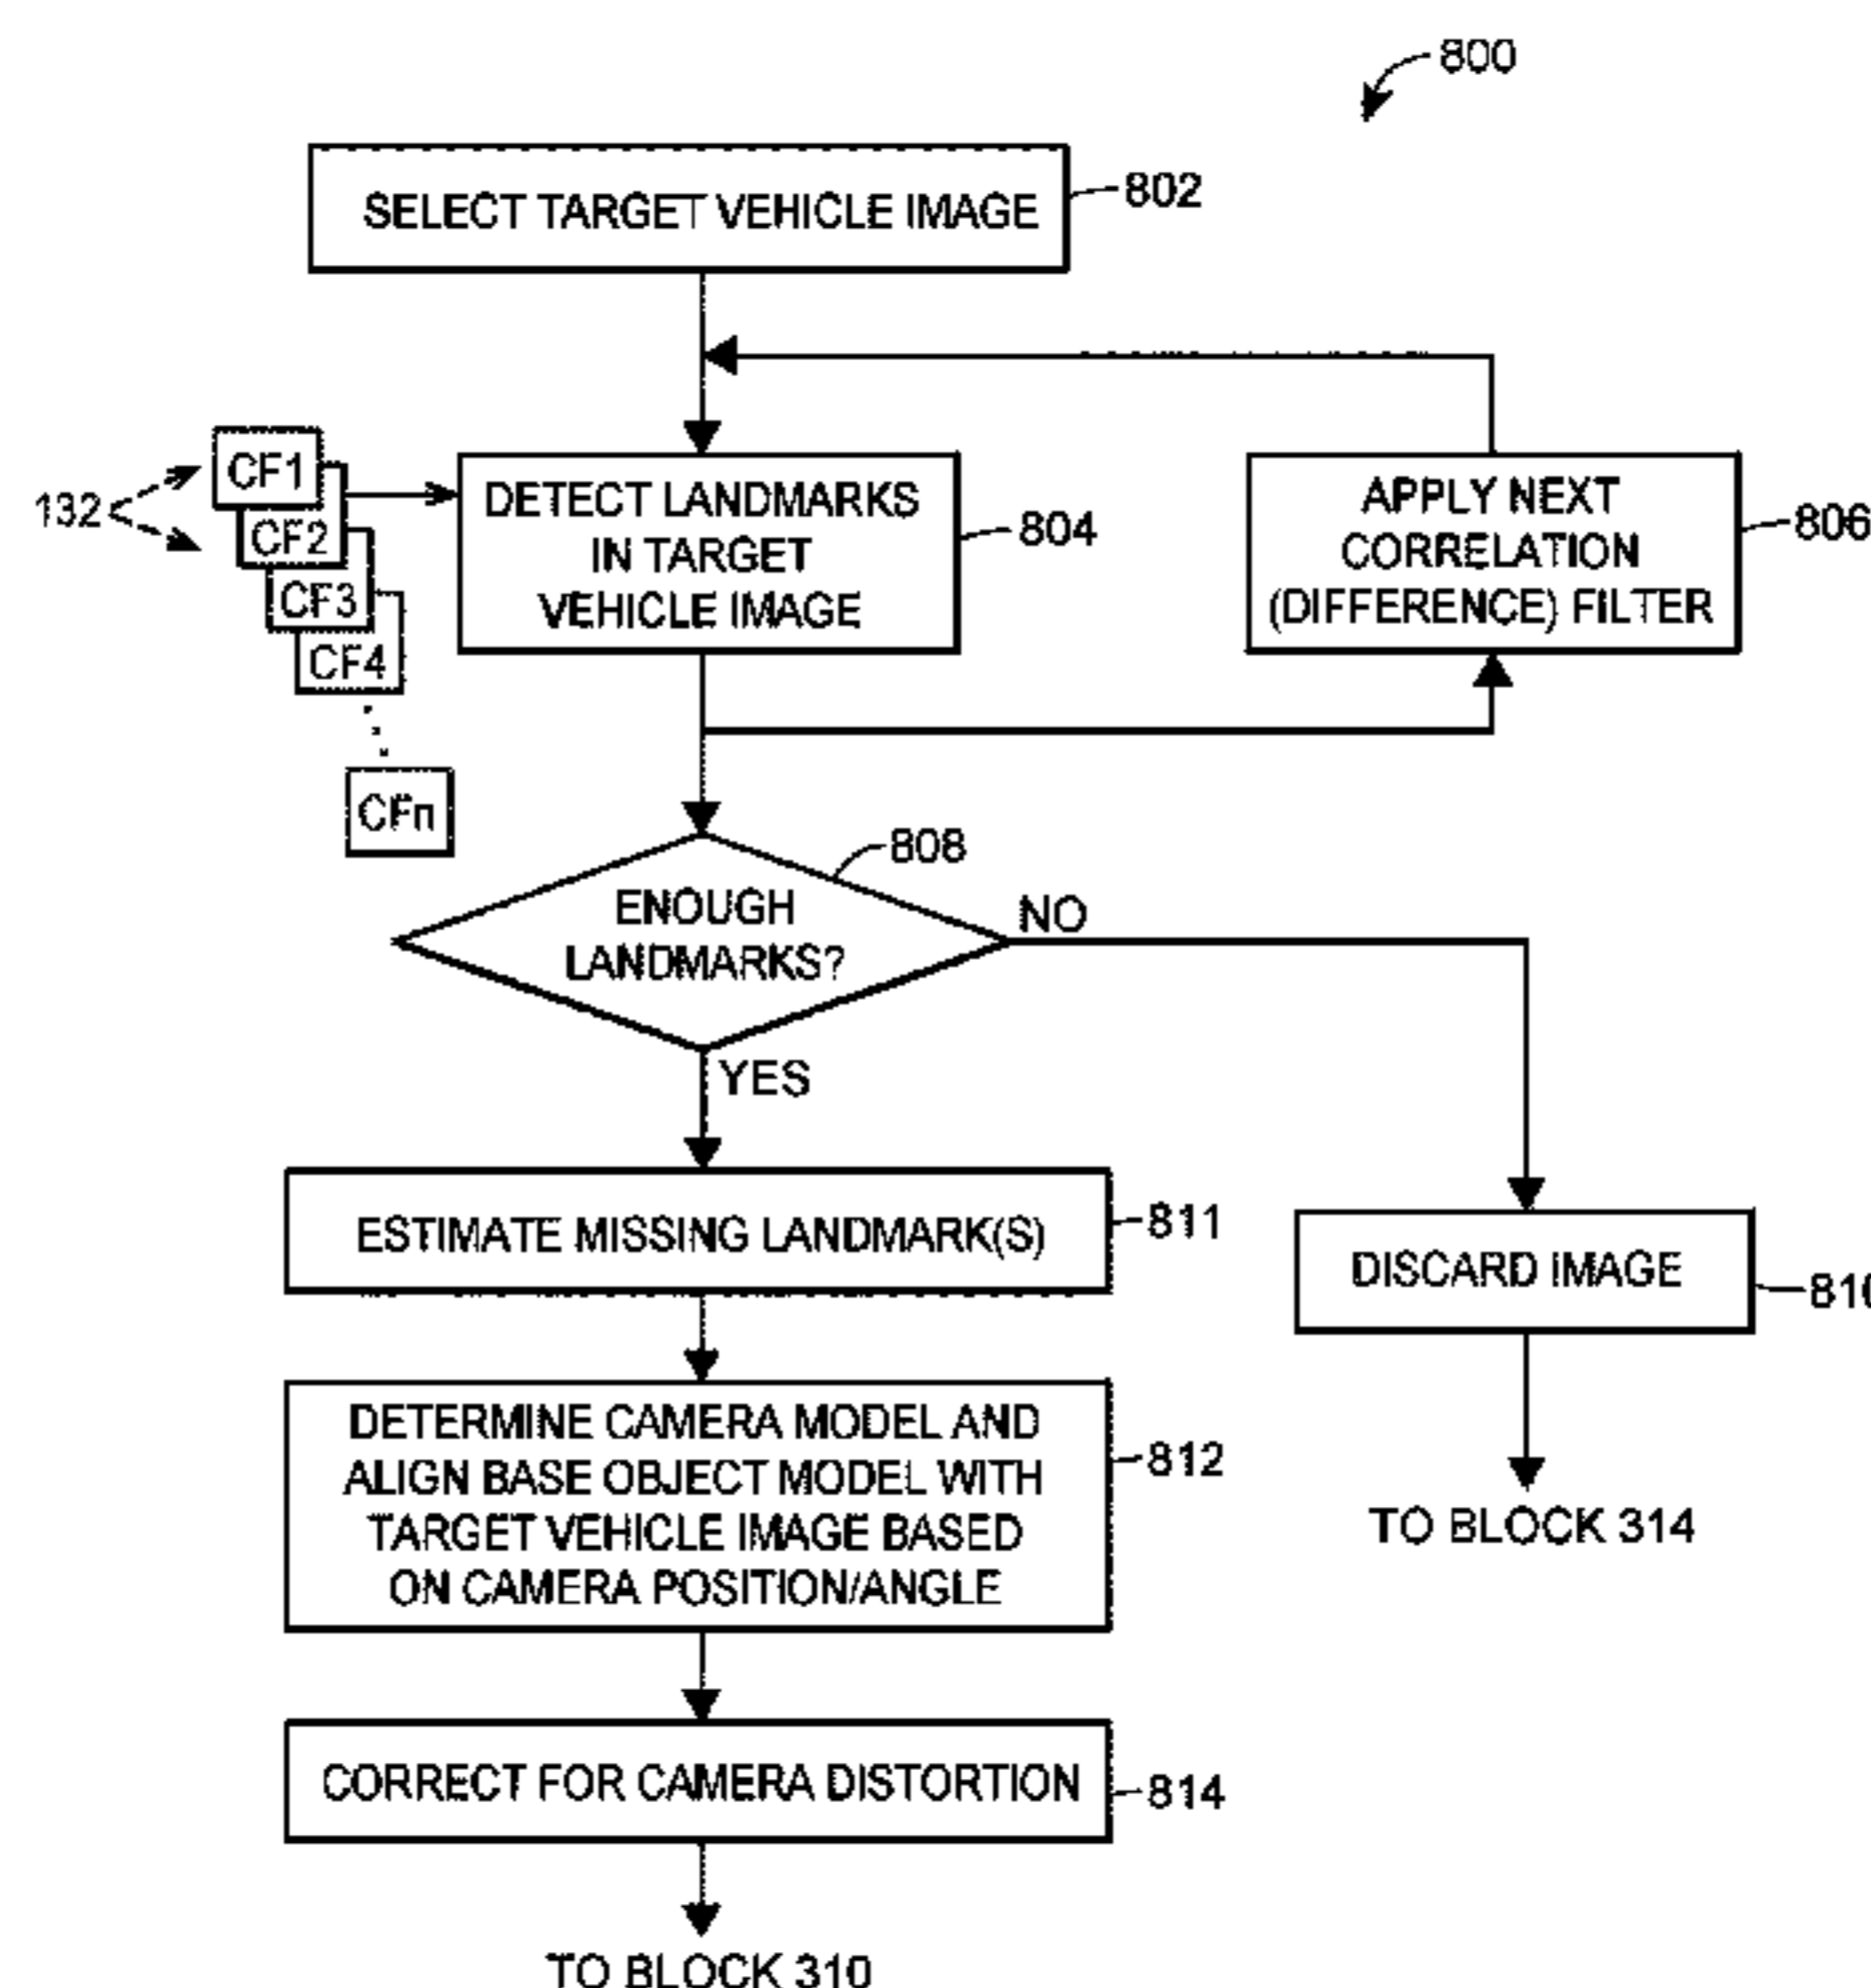 800
SELECT TARGET VEHICLE IMAGE
802
CF1
CF2
CF3
CF4
CFn
132
DETECT LANDMARKS
IN TARGET
VEHICLE IMAGE
804
APPLY NEXT
CORRELATION
(DIFFERENCE) FILTER
806
ENOUGH
LANDMARKS?
808
NO
YES
ESTIMATE MISSING LANDMARK(S)
811
DISCARD IMAGE
810
TO BLOCK 314
DETERMINE CAMERA MODEL AND
ALIGN BASE OBJECT MODEL WITH
TARGET VEHICLE IMAGE BASED
ON CAMERA POSITION/ANGLE
812
CORRECT FOR CAMERA DISTORTION
814
TO BLOCK 310